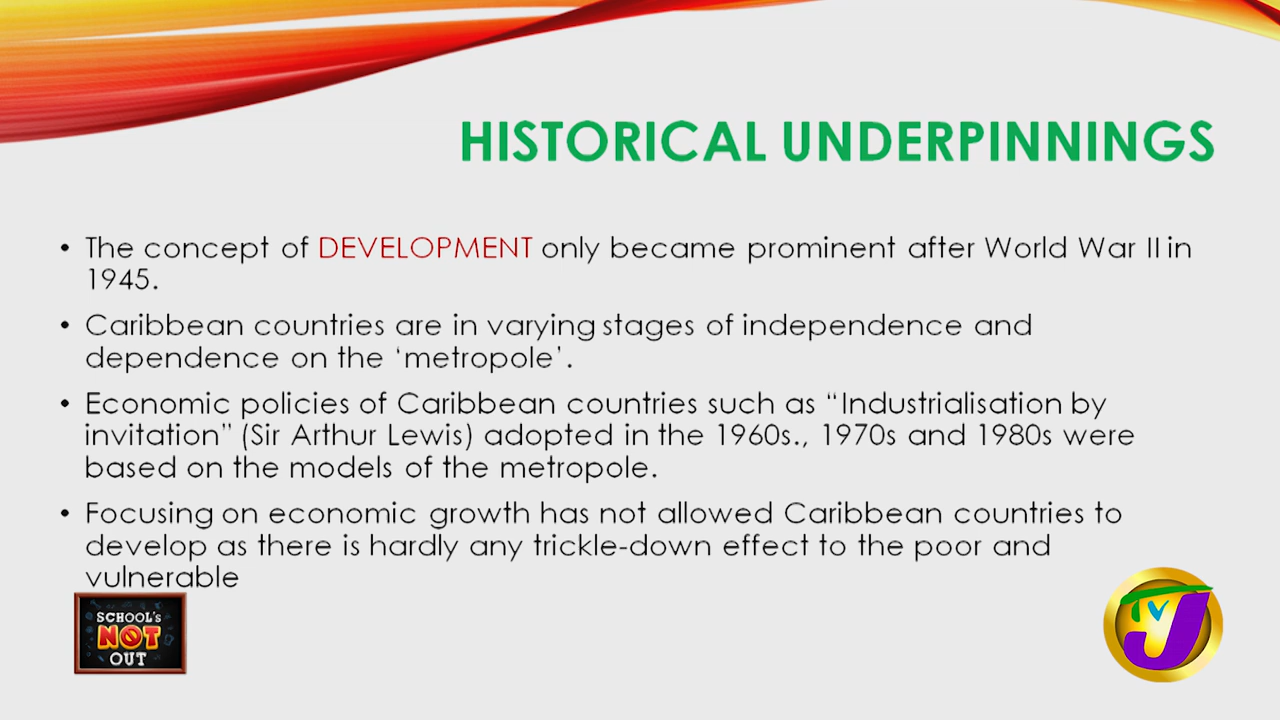 HISTORICAL UNDERPINNINGS
• The concept of DEVELOPMENT only became prominent after World War II in
1945.
• Caribbean countries are in varying stages of independence and
dependence on the ‘metropole’.
• Economic policies of Caribbean countries such as “Industrialisation by
invitation” (Sir Arthur Lewis) adopted in the 1960s., 1970s and 1980s were
based on the models of the metropole.
• Focusing on economic growth has not allowed Caribbean countries to
develop as there is hardly any trickle-down effect to the poor and
vulnerable
SCHOOL'S
NOT
OUT
TVJ